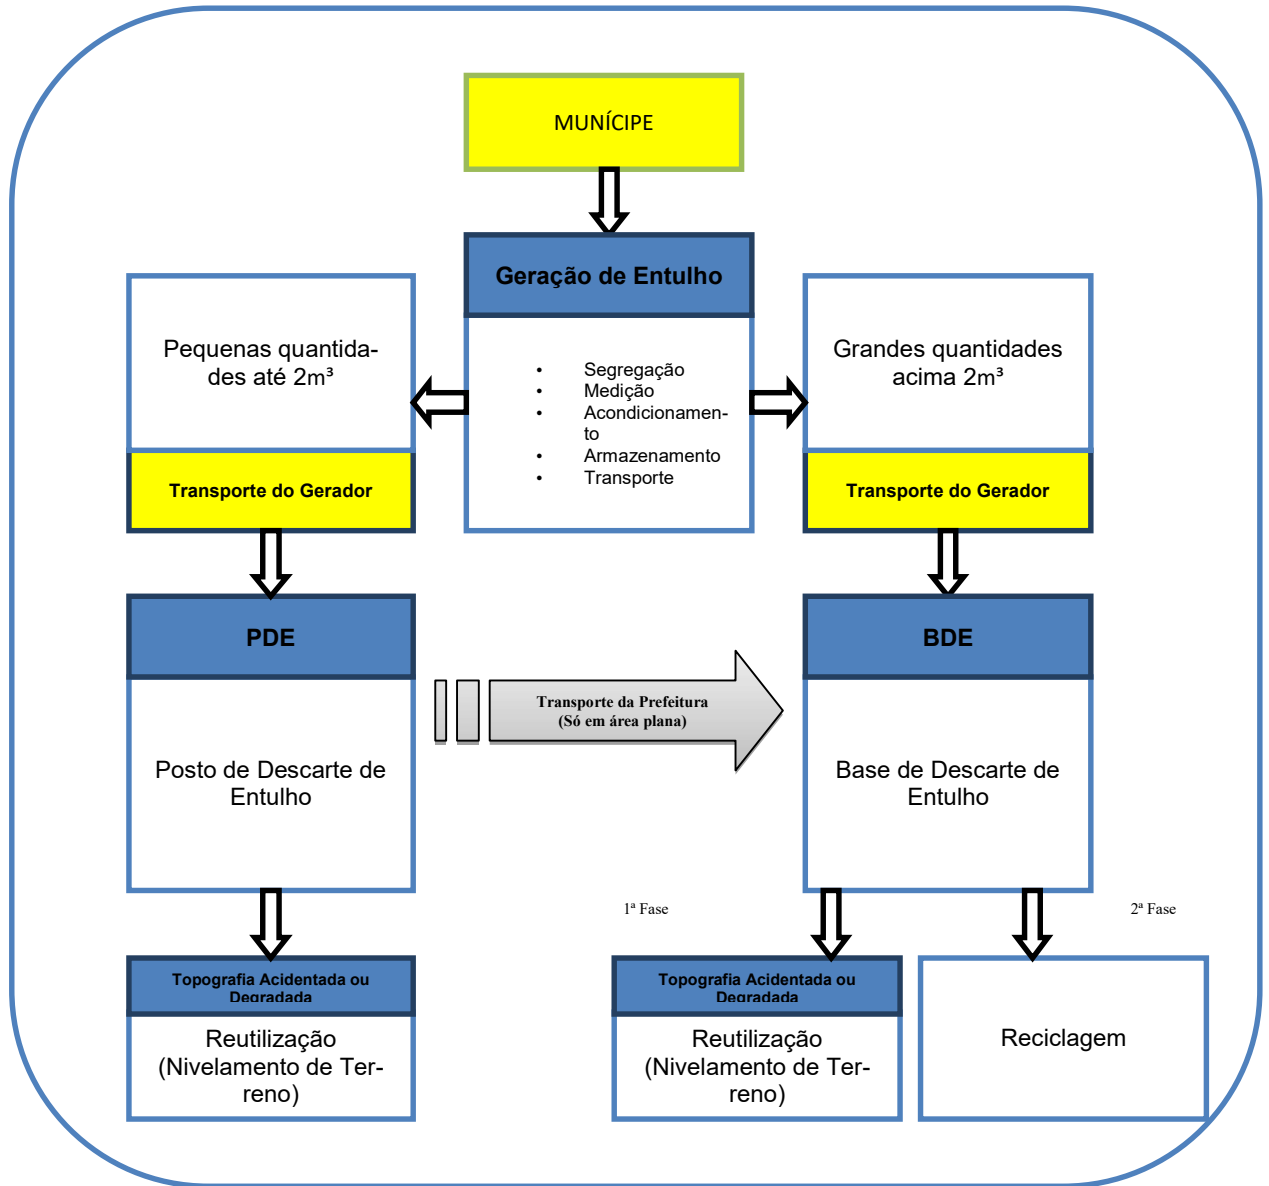 MUNÍCIPE
Geração de Entulho
• Segregação
• Medição
• Acondicionamen-
to
• Armazenamento
• Transporte
Pequenas quantida-
des até 2m³
Transporte do Gerador
Grandes quantidades
acima 2m³
Transporte do Gerador
PDE
Posto de Descarte de
Entulho
Transporte da Prefeitura
(Só em área plana)
BDE
Base de Descarte de
Entulho
1ª Fase
2ª Fase
Topografia Acidentada ou
Degradada
Reutilização
(Nivelamento de Ter-
reno)
Topografia Acidentada ou
Degradada
Reutilização
(Nivelamento de Ter-
reno)
Reciclagem